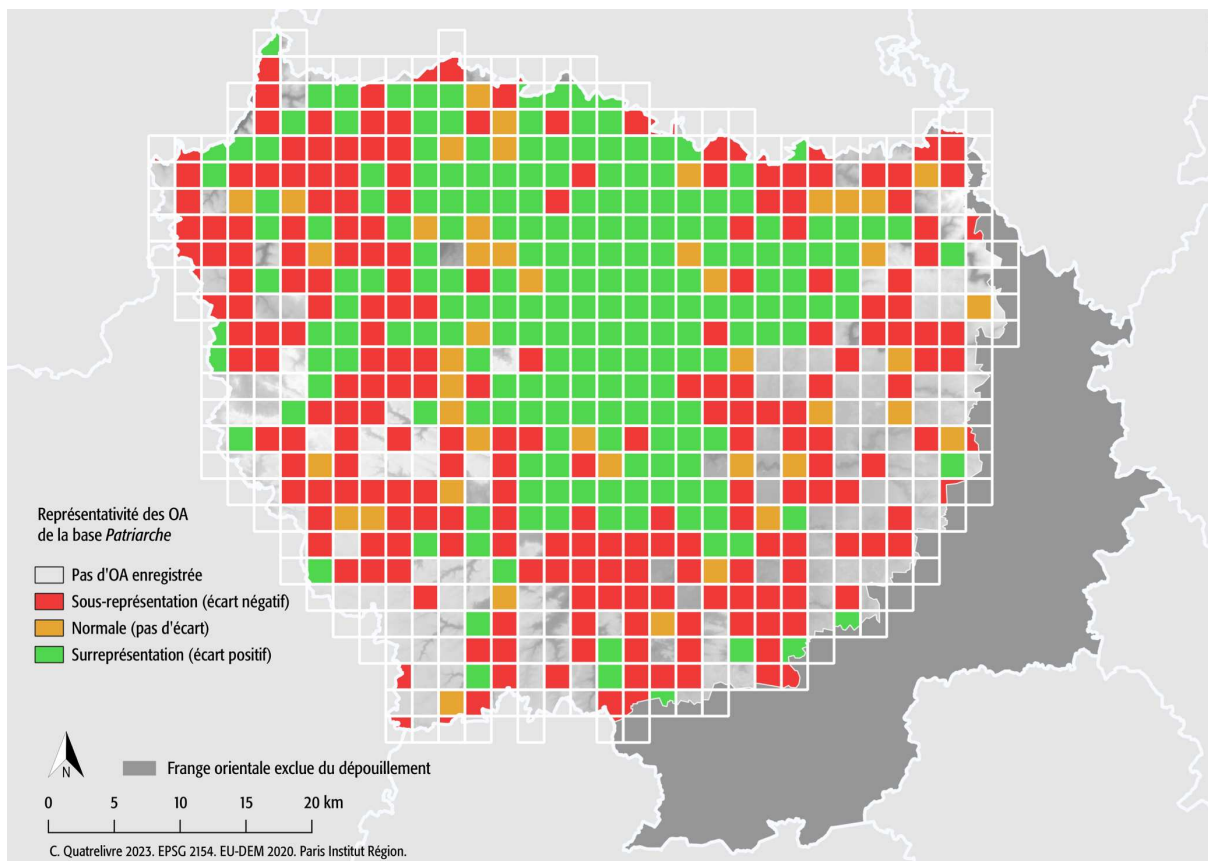 Représentativité des OA
de la base Patriarche
Pas d'OA enregistrée
Sous-représentation (écart négatif)
Normale (pas d'écart)
Surreprésentation (écart positif)
N
Frange orientale exclue du dépouillement
0 5 10 15 20 km
C. Quatrelivre 2023. EPSG 2154. EU-DEM 2020. Paris Institut Région.